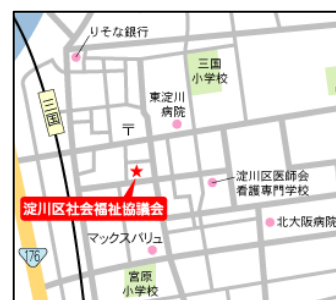 りそな銀行
三国
小学校
東淀川
病院
三国
〒
淀川区医師会
看護専門学校
淀川区社会福祉協議会
北大阪病院
マックスバリュ
176
宮原
小学校